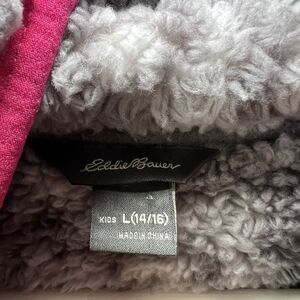 Eddie Bauer
KIDS L(14/16)
MADE IN CHINA